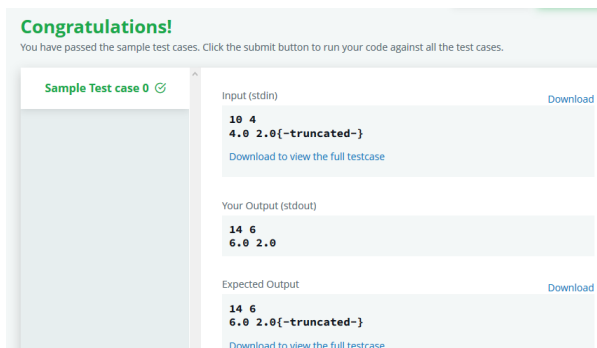 Congratulations!
You have passed the sample test cases. Click the submit button to run your code against all the test cases.
Sample Test case 0
Input (stdin)
Download
10 4
4.0 2.0{-truncated-}
Download to view the full testcase
Your Output (stdout)
14 6
6.0 2.0
Expected Output
Download
14 6
6.0 2.0{-truncated-}
Download to view the full testcase